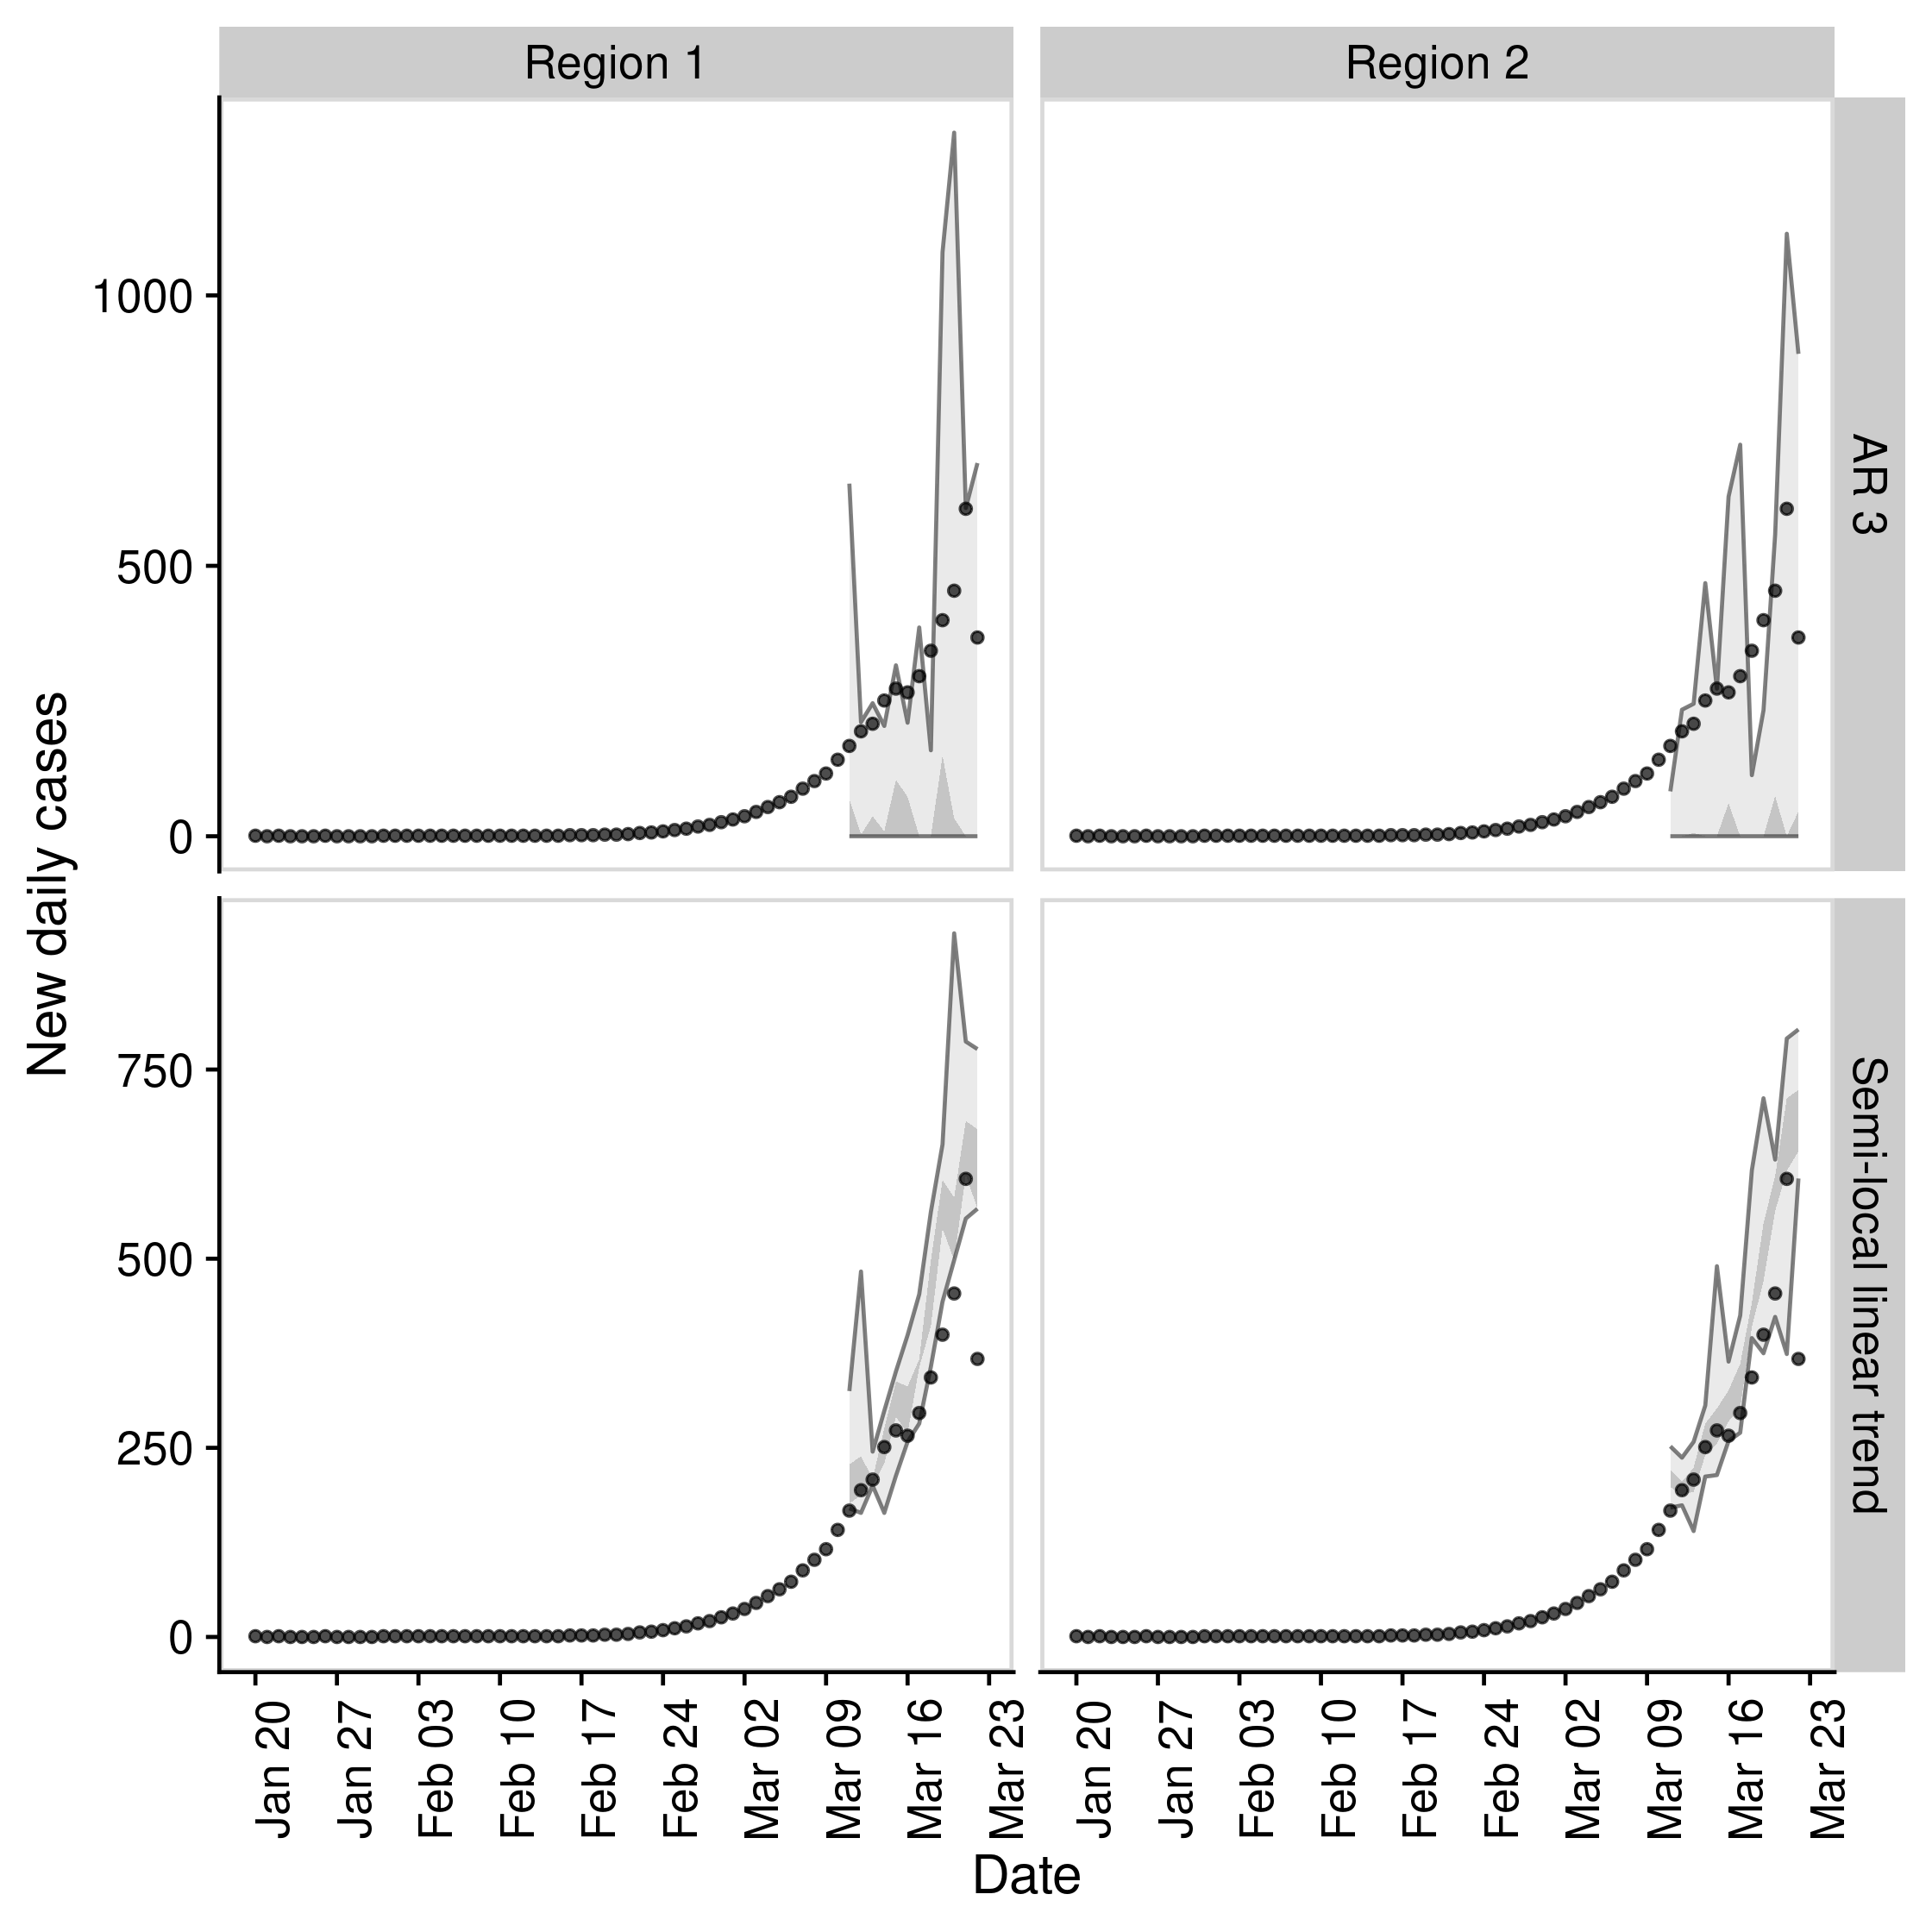 Region 1
Region 2
New daily cases
1000
500
0
AR 3
750
500
250
0
Semi-local linear trend
Jan 20
Jan 27
Feb 03
Feb 10
Feb 17
Feb 24
Mar 02
Mar 09
Mar 16
Mar 23
Jan 20
Jan 27
Feb 03
Feb 10
Feb 17
Feb 24
Mar 02
Mar 09
Mar 16
Mar 23
Date